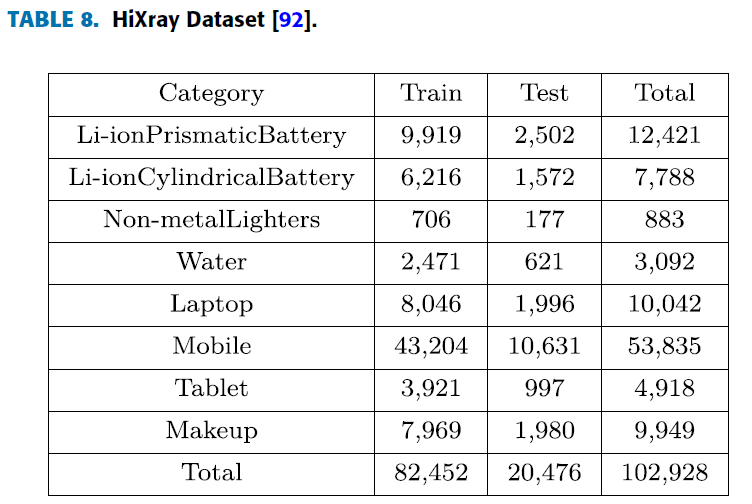 TABLE 8. HiXray Dataset [92].
Category Train Test Total
Li-ionPrismaticBattery 9,919 2,502 12,421
Li-ionCylindricalBattery 6,216 1,572 7,788
Non-metalLighters 706 177 883
Water 2,471 621 3,092
Laptop 8,046 1,996 10,042
Mobile 43,204 10,631 53,835
Tablet 3,921 997 4,918
Makeup 7,969 1,980 9,949
Total 82,452 20,476 102,928